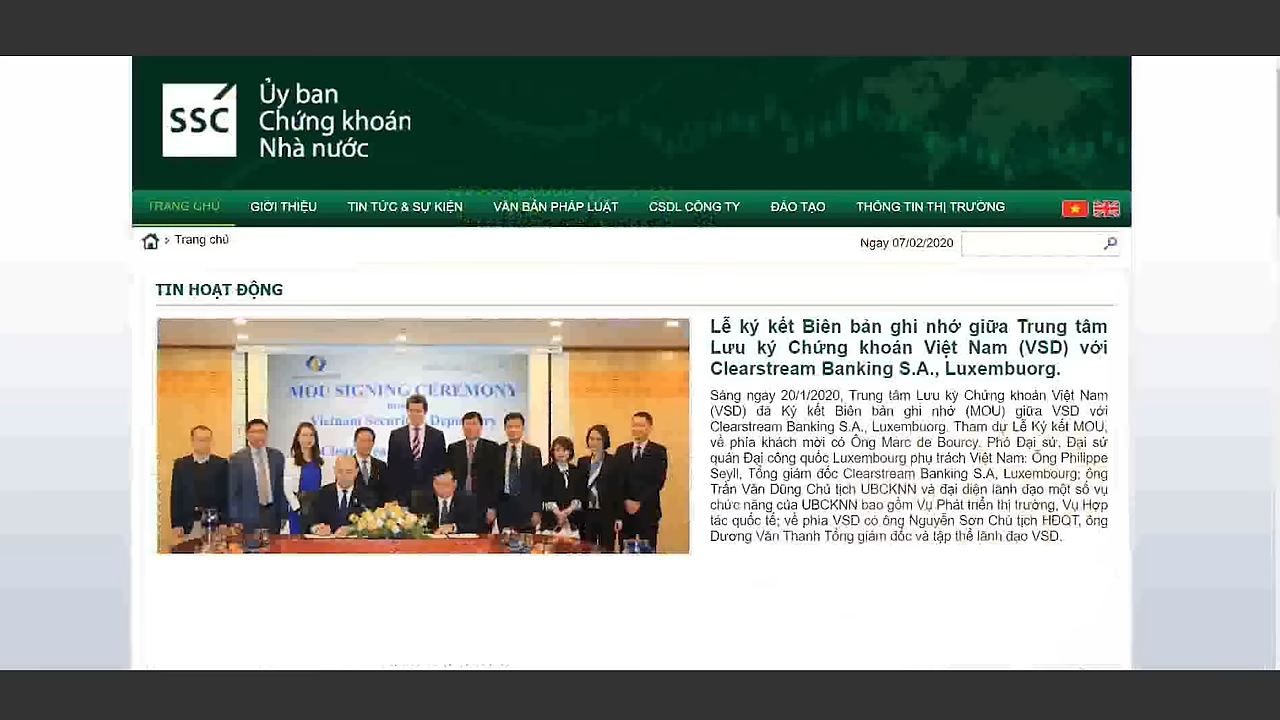 SSC
Ủy ban
Chứng khoán
Nhà nước
TRANG CHỦ GIỚI THIỆU TIN TỨC & SỰ KIỆN VĂN BẢN PHÁP LUẬT CSDL CÔNG TY ĐÀO TẠO THÔNG TIN THỊ TRƯỜNG
Trang chủ
Ngày 07/02/2020
TIN HOẠT ĐỘNG
MOU SIGNING CEREMONY
Vietnam Securities Depository
Lễ ký kết Biên bản ghi nhớ giữa Trung tâm
Lưu ký Chứng khoán Việt Nam (VSD) với
Clearstream Banking S.A., Luxembuorg.
Sáng ngày 20/1/2020, Trung tâm Lưu ký Chứng khoán Việt Nam
(VSD) đã Ký kết Biên bản ghi nhớ (MOU) giữa VSD với
Clearstream Banking S.A., Luxembuorg. Tham dự Lễ Ký kết MOU,
về phía khách mời có Ông Marc de Bourcy, Phó Đại sứ, Đại sứ
quán Đại công quốc Luxembourg phụ trách Việt Nam; Ông Philippe
Seyll, Tổng giám đốc Clearstream Banking S.A, Luxembourg; ông
Trần Văn Dũng Chủ tịch UBCKNN và đại diện lãnh đạo một số vụ
chức năng của UBCKNN bao gồm Vụ Phát triển thị trường, Vụ Hợp
tác quốc tế; về phía VSD có ông Nguyễn Sơn Chủ tịch HĐQT, ông
Dương Văn Thanh Tổng giám đốc và tập thể lãnh đạo VSD.